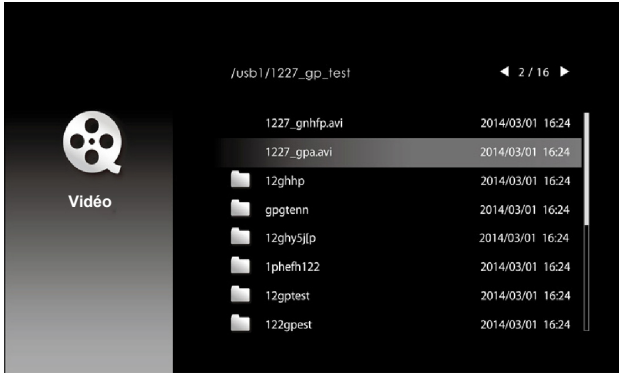 /usb1/1227_gp_test ◀ 2 / 16 ▶
1227_gnhfp.avi 2014/03/01 16:24
1227_gpa.avi 2014/03/01 16:24
12ghhp 2014/03/01 16:24
Vidéo
gpgtenn 2014/03/01 16:24
12ghy5j[p 2014/03/01 16:24
1phefh122 2014/03/01 16:24
12gptest 2014/03/01 16:24
122gpest 2014/03/01 16:24